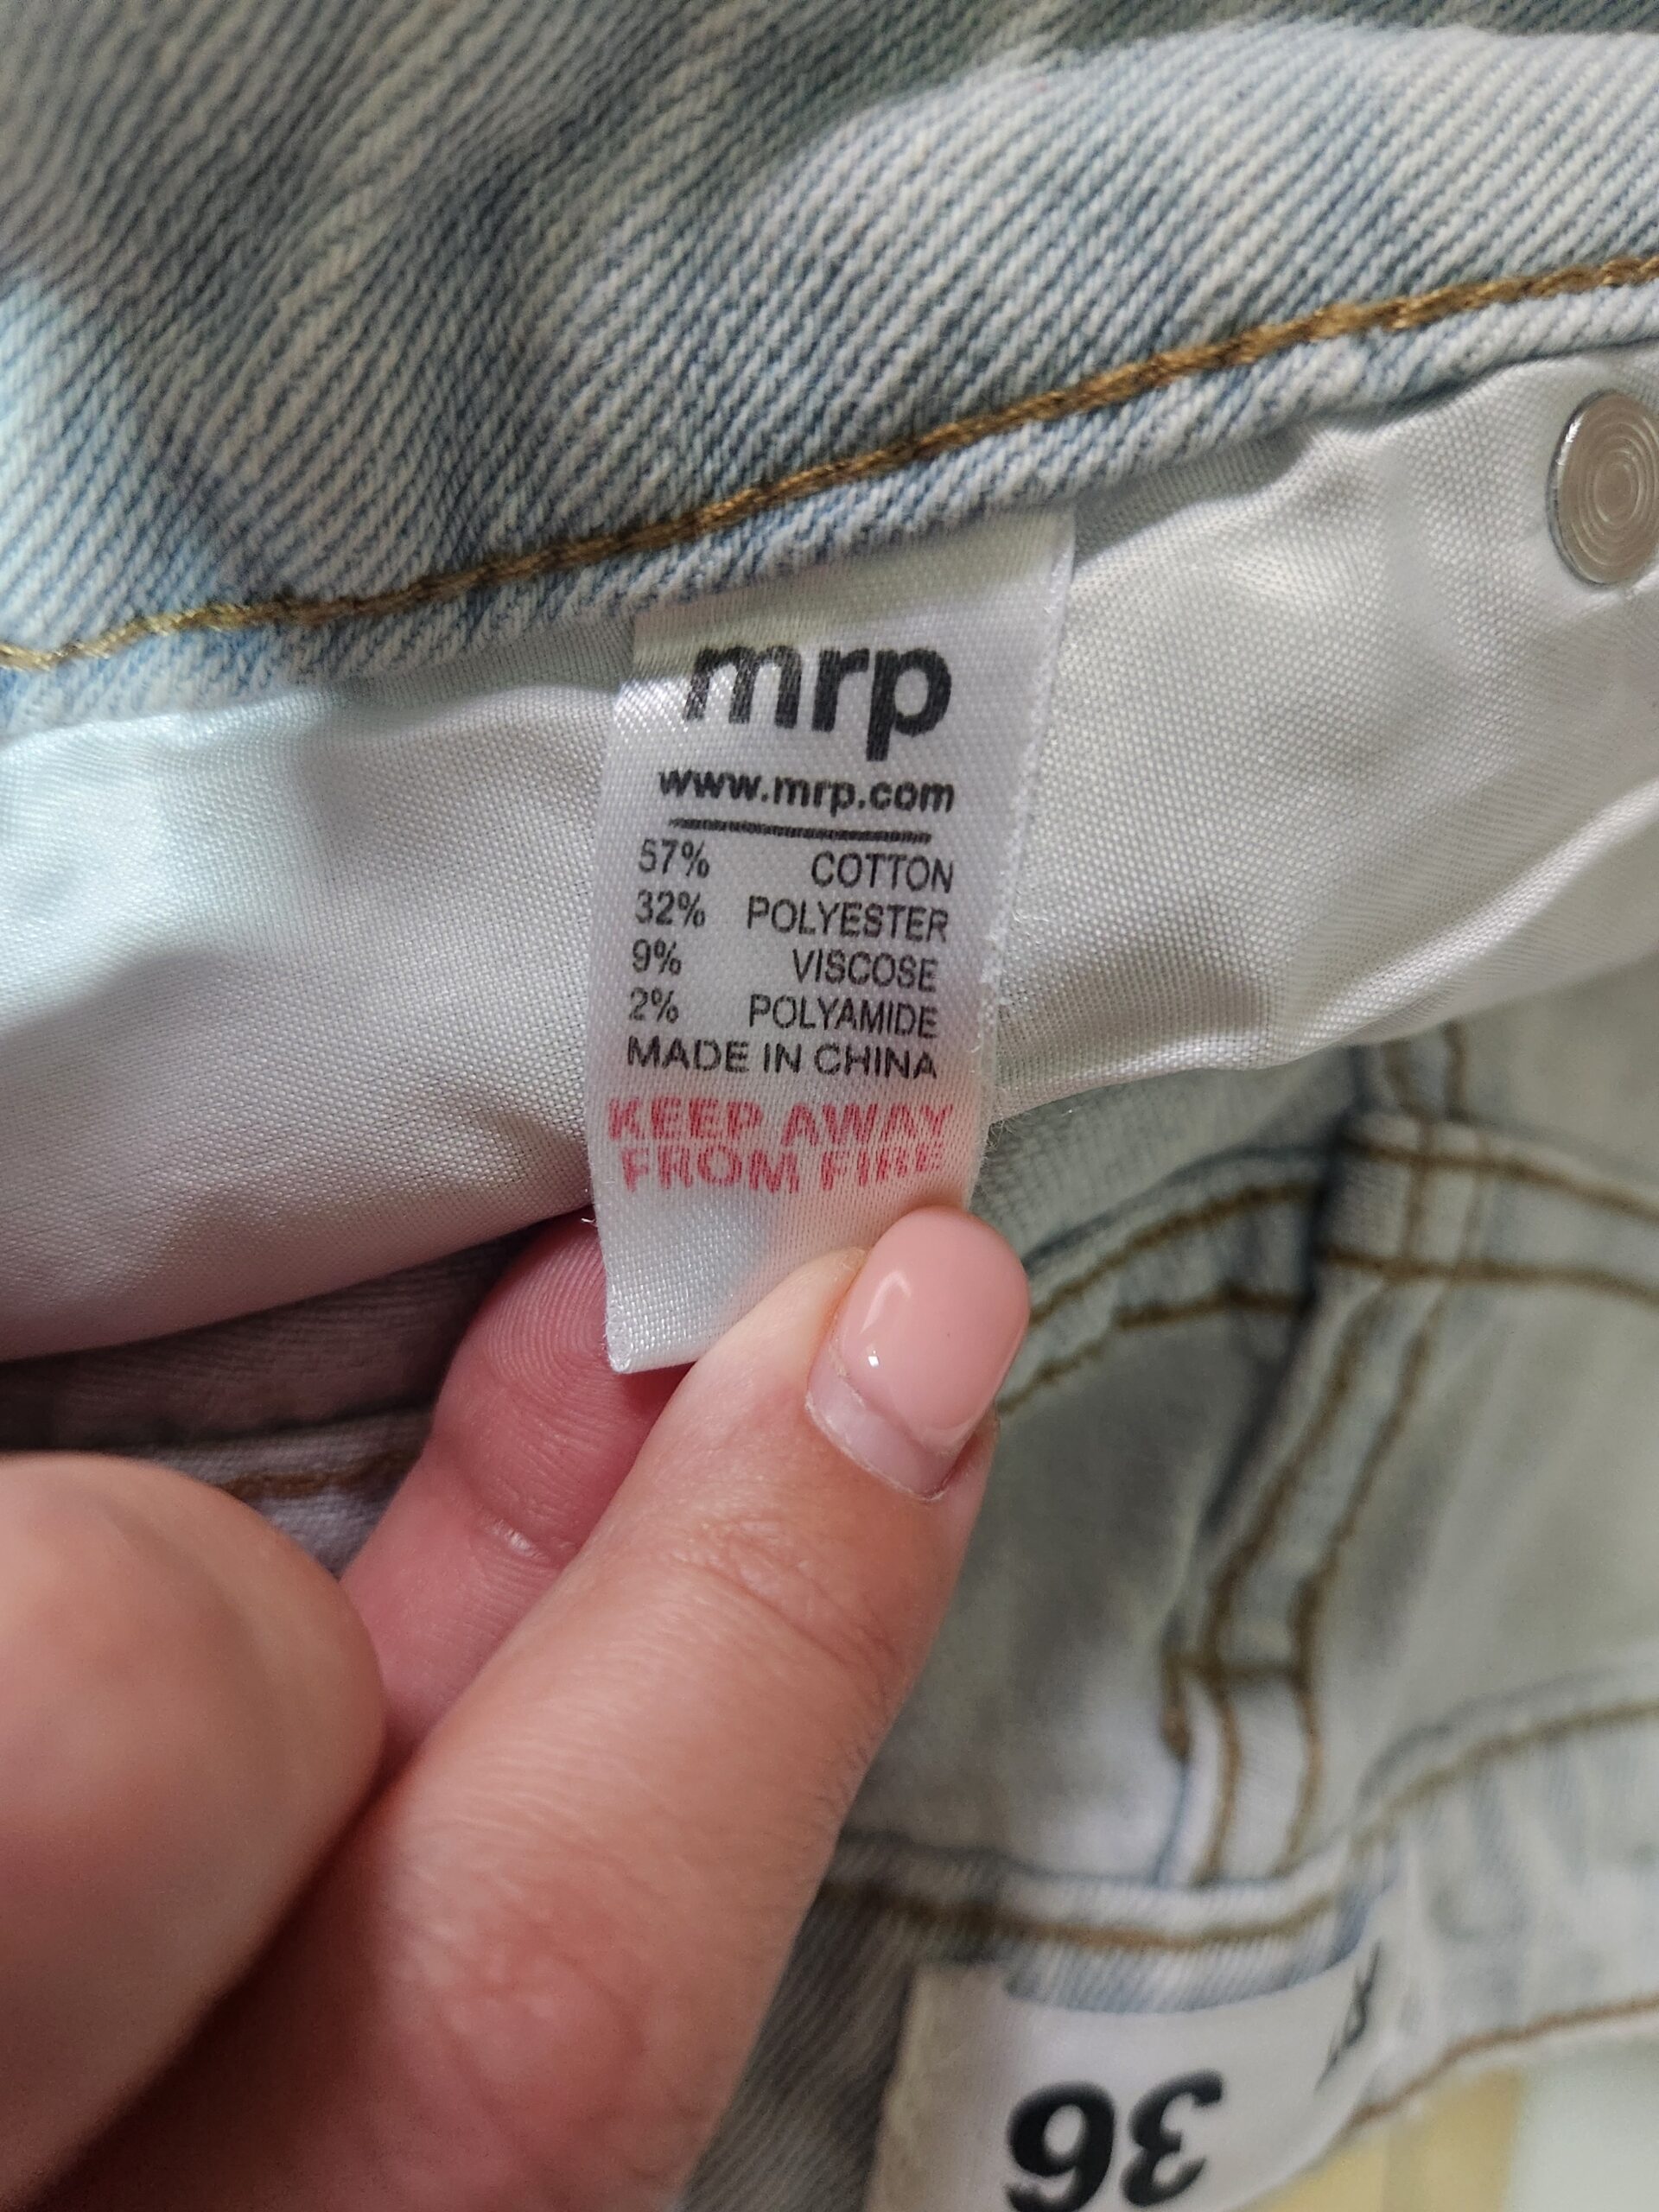 mrp
www.mrp.com
57% COTTON
32% POLYESTER
9% VISCOSE
2% POLYAMIDE
MADE IN CHINA
KEEP AWAY
FROM FIRE
36